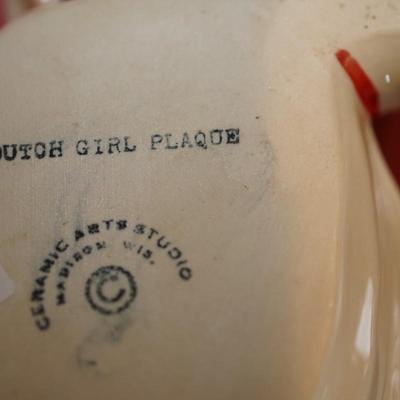 DUTCH GIRL PLAQUE
CERAMIC ARTS STUDIO
MADISON, WIS.
©